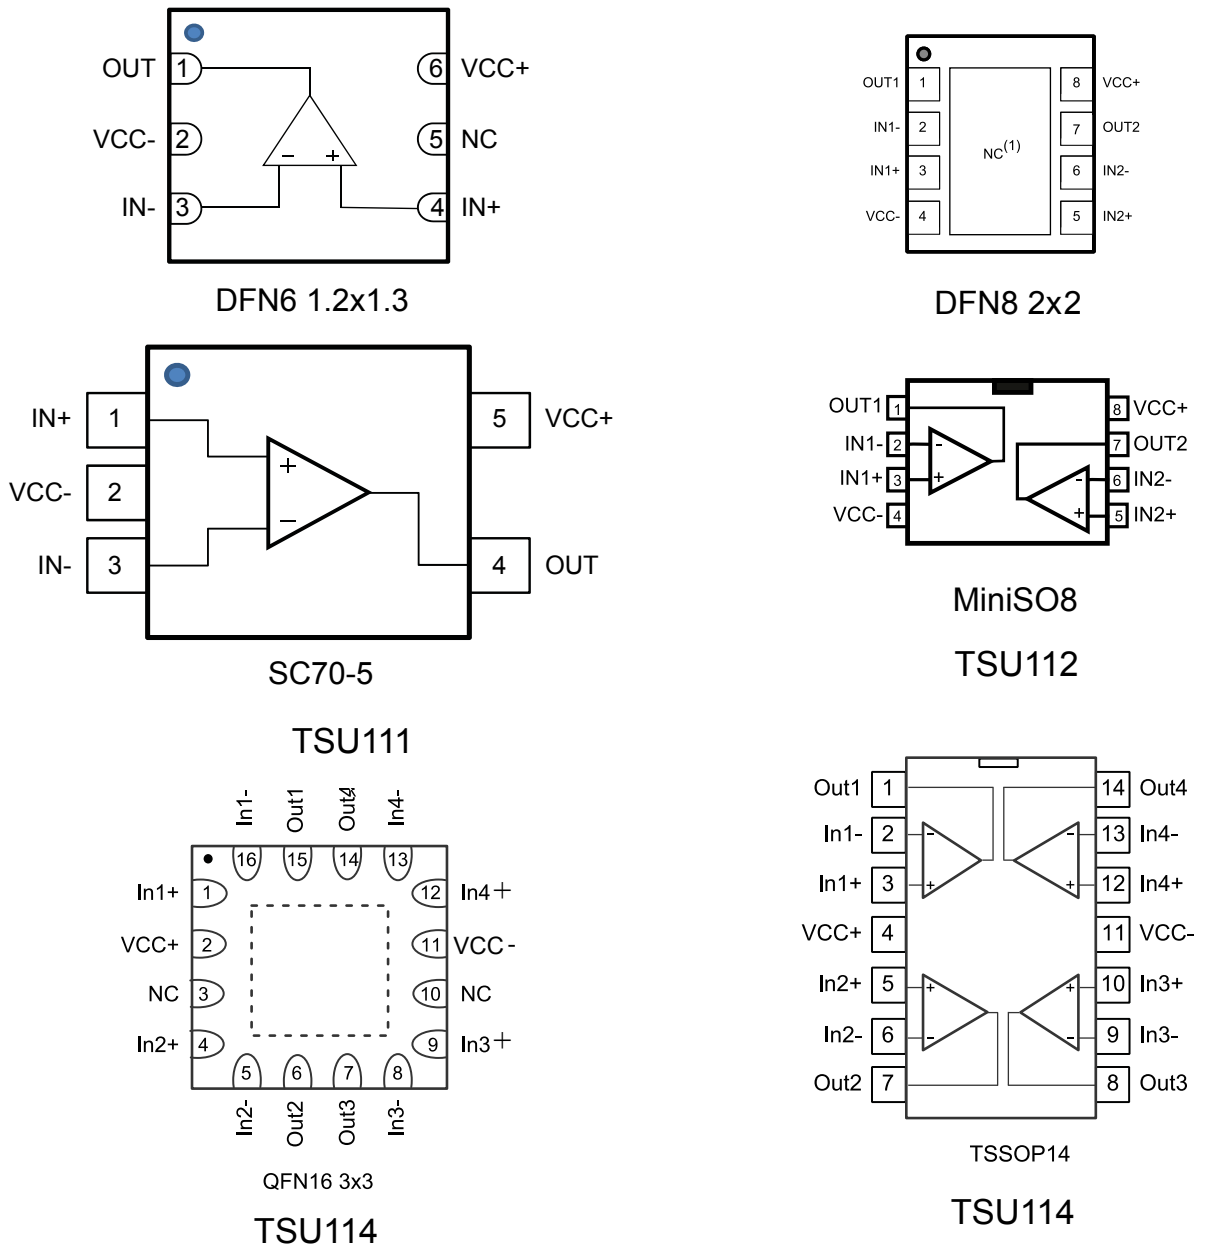 OUT 1 6 VCC+
VCC- 2 5 NC
- +
IN- 3 4 IN+
DFN6 1.2x1.3
OUT1 1 8 VCC+
IN1- 2 7 OUT2
NC(1)
IN1+ 3 6 IN2-
VCC- 4 5 IN2+
DFN8 2x2
IN+ 1 5 VCC+
+
VCC- 2
-
IN- 3 4 OUT
SC70-5
TSU111
OUT1 1 8 VCC+
IN1- 2 - 7 OUT2
IN1+ 3 + - 6 IN2-
VCC- 4 + 5 IN2+
MiniSO8
TSU112
In1- Out1 Out4 In4-
16 15 14 13
In1+ 1 12 In4+
VCC+ 2 11 VCC-
NC 3 10 NC
In2+ 4 9 In3+
5 6 7 8
In2- Out2 Out3 In3-
QFN16 3x3
TSU114
Out1 1 14 Out4
In1- 2 - - 13 In4-
In1+ 3 + + 12 In4+
VCC+ 4 11 VCC-
In2+ 5 + + 10 In3+
In2- 6 - - 9 In3-
Out2 7 8 Out3
TSSOP14
TSU114